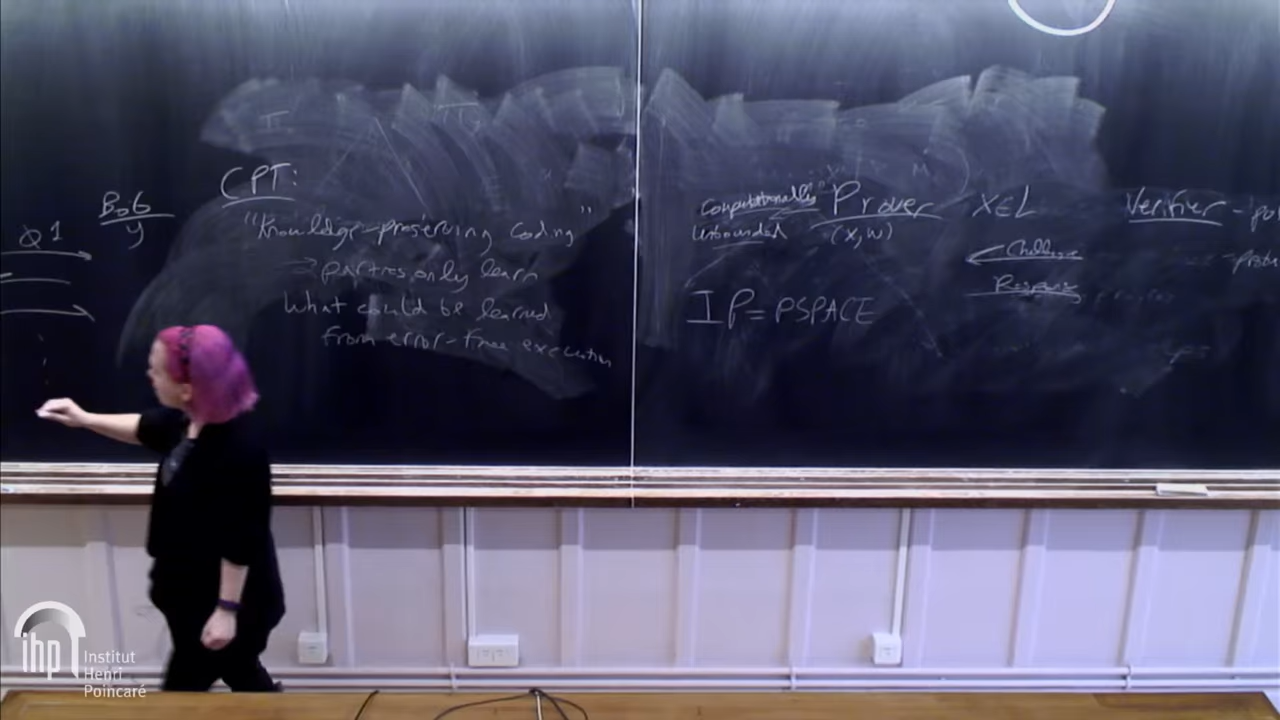 Bob
y
Q1
CPT:
"Knowledge-preserving coding"
→ parties only learn
What could be learned
from error-free execution
Computationally
Unbounded
Prover
(x, w)
X∈L
Verifier
Challenge
Response
IP = PSPACE
ihp
Institut
Henri
Poincaré